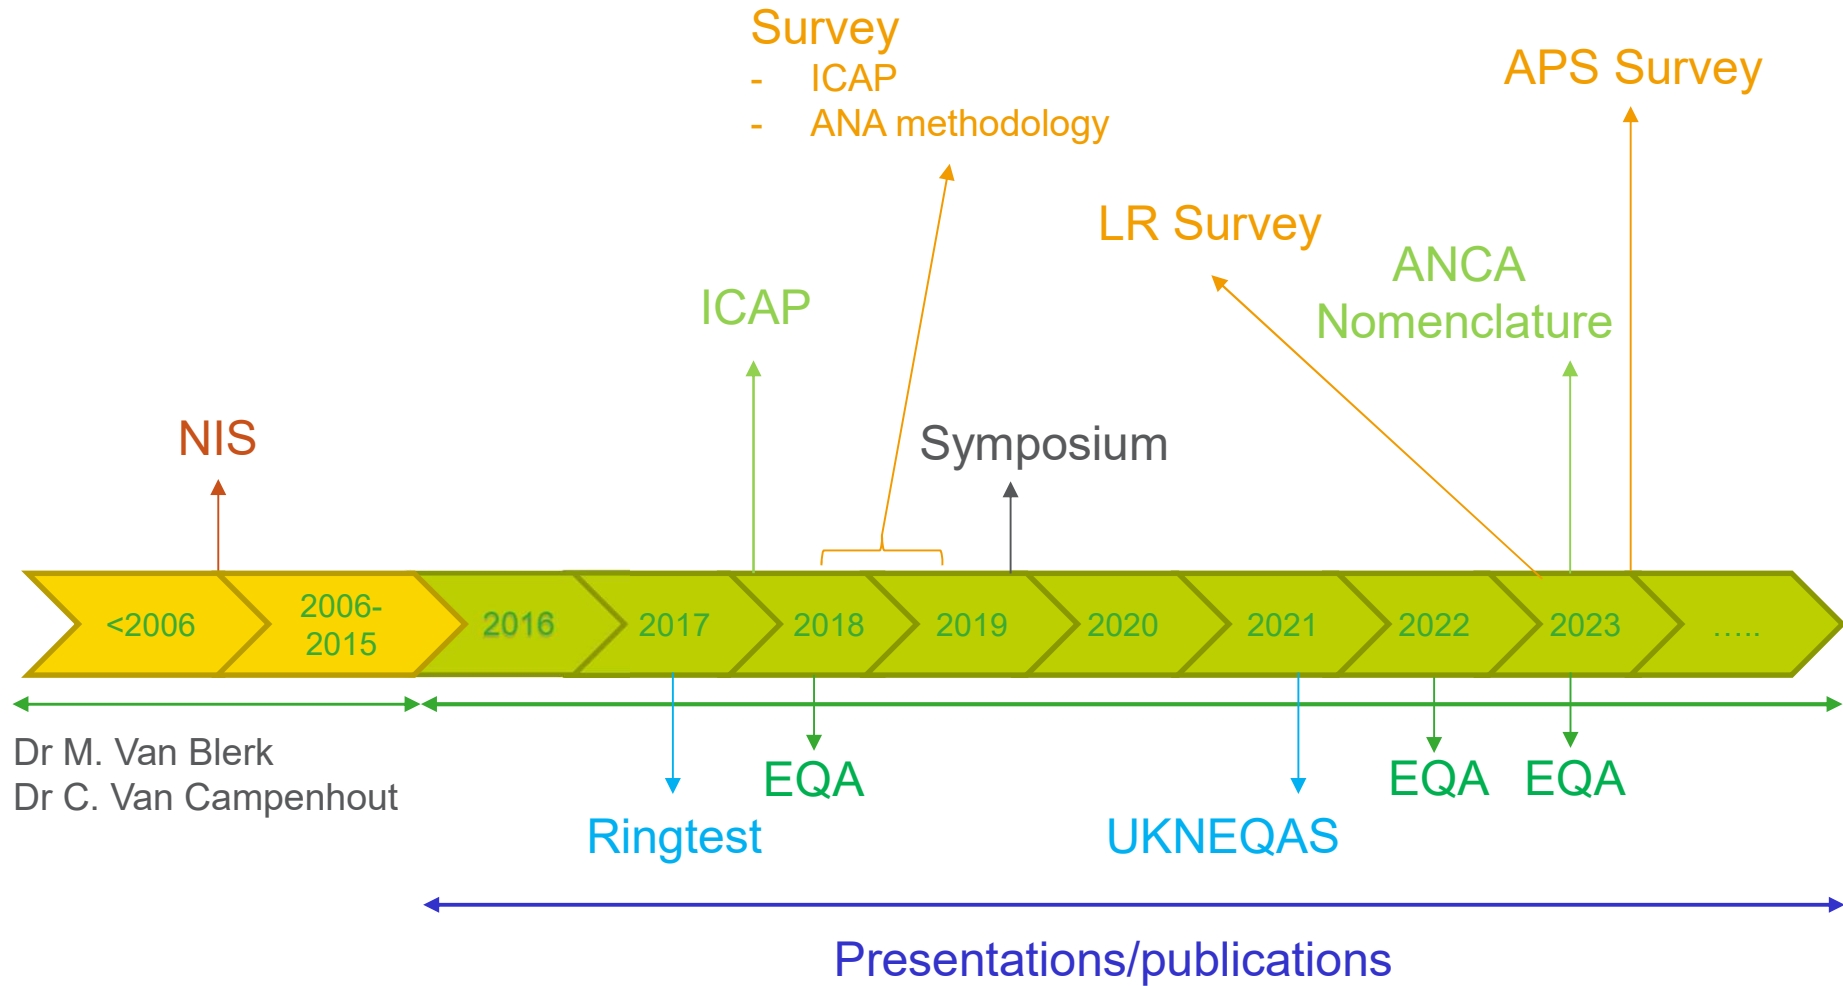 Survey
- ICAP
- ANA methodology
APS Survey
LR Survey
ANCA
Nomenclature
ICAP
NIS
Symposium
<2006
2006-
2015
2016
2017
2018
2019
2020
2021
2022
2023
…..
Dr M. Van Blerk
Dr C. Van Campenhout
EQA
EQA
EQA
Ringtest
UKNEQAS
Presentations/publications